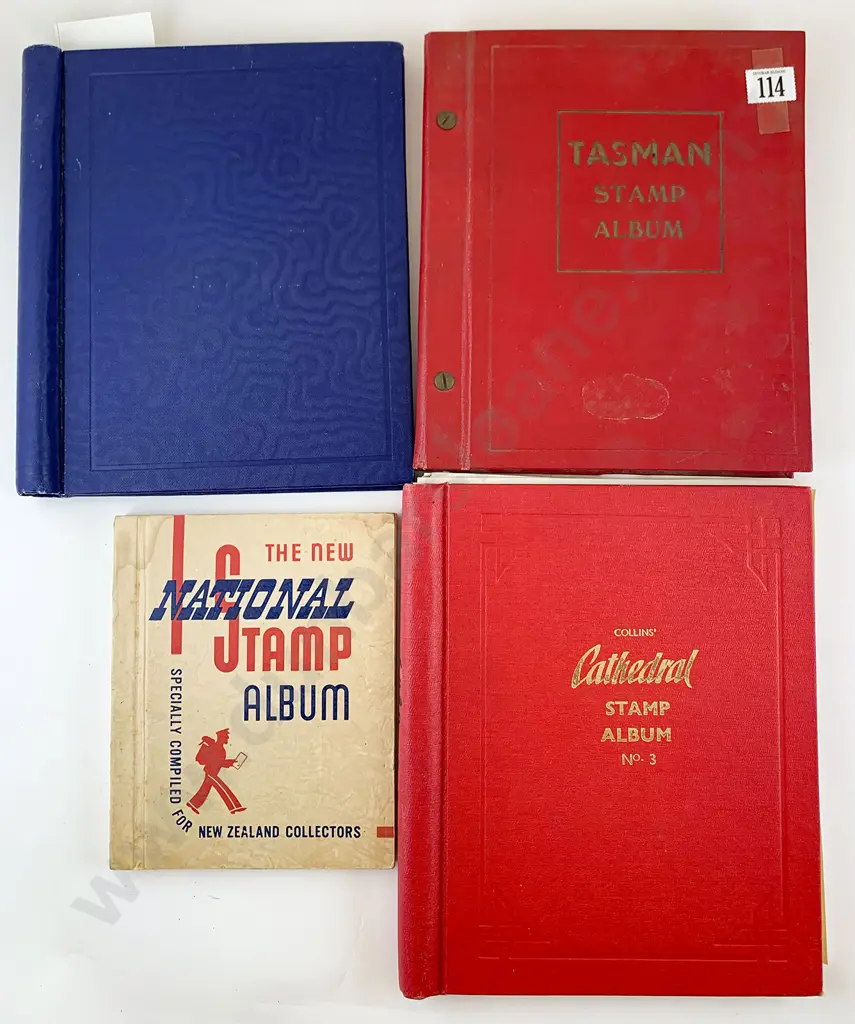 114
TASMAN
STAMP
ALBUM
THE NEW
NATIONAL
STAMP
ALBUM
SPECIALLY COMPILED FOR
NEW ZEALAND COLLECTORS
COLLINS'
Cathedral
STAMP
ALBUM
No. 3